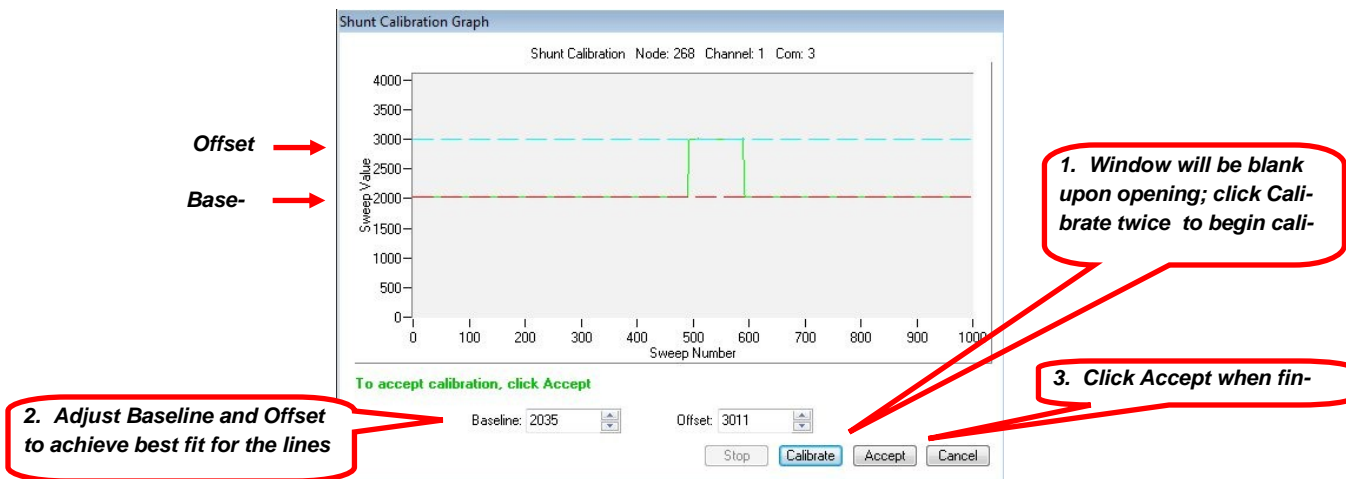 Shunt Calibration Graph
Shunt Calibration Node: 268 Channel: 1 Com: 3
4000
3500
3000
2500
2000
1500
1000
500
0
Sweep Value
0 100 200 300 400 500 600 700 800 900 1000
Sweep Number
Offset
Base-
1. Window will be blank
upon opening; click Cali-
brate twice to begin cali-
To accept calibration, click Accept
2. Adjust Baseline and Offset
to achieve best fit for the lines
Baseline: 2035
Offset: 3011
3. Click Accept when fin-
Stop Calibrate Accept Cancel